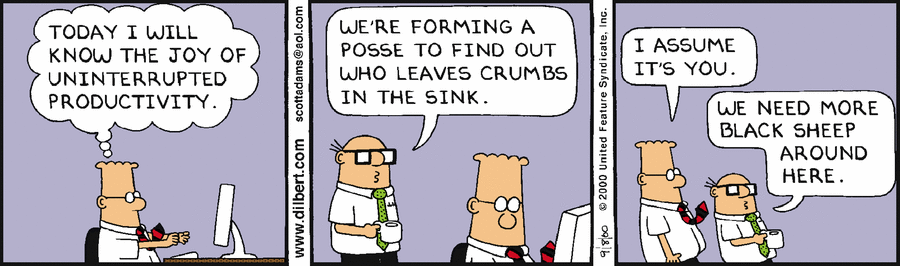 TODAY I WILL
KNOW THE JOY OF
UNINTERRUPTED
PRODUCTIVITY.
www.dilbert.com scottadams@aol.com
WE'RE FORMING A
POSSE TO FIND OUT
WHO LEAVES CRUMBS
IN THE SINK.
9/8/00 © 2000 United Feature Syndicate, Inc.
I ASSUME
IT'S YOU.
WE NEED MORE
BLACK SHEEP
AROUND
HERE.